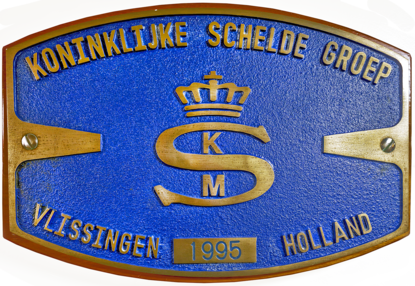 KONINKLIJKE SCHELDE GROEP
K
S
M
VLISSINGEN 1995 HOLLAND